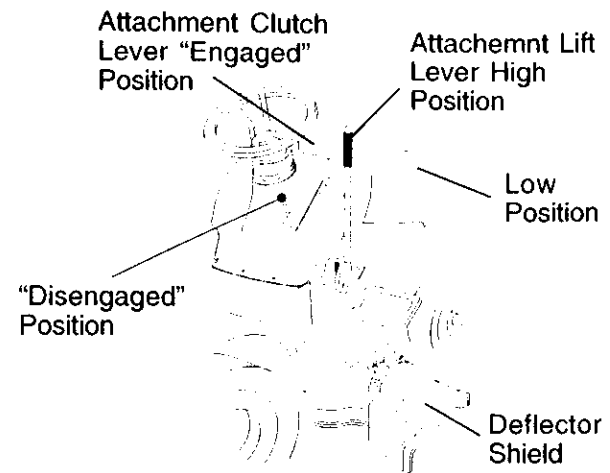 Attachment Clutch
Lever “Engaged”
Position
Attachemnt Lift
Lever High
Position
Low
Position
“Disengaged”
Position
Deflector
Shield